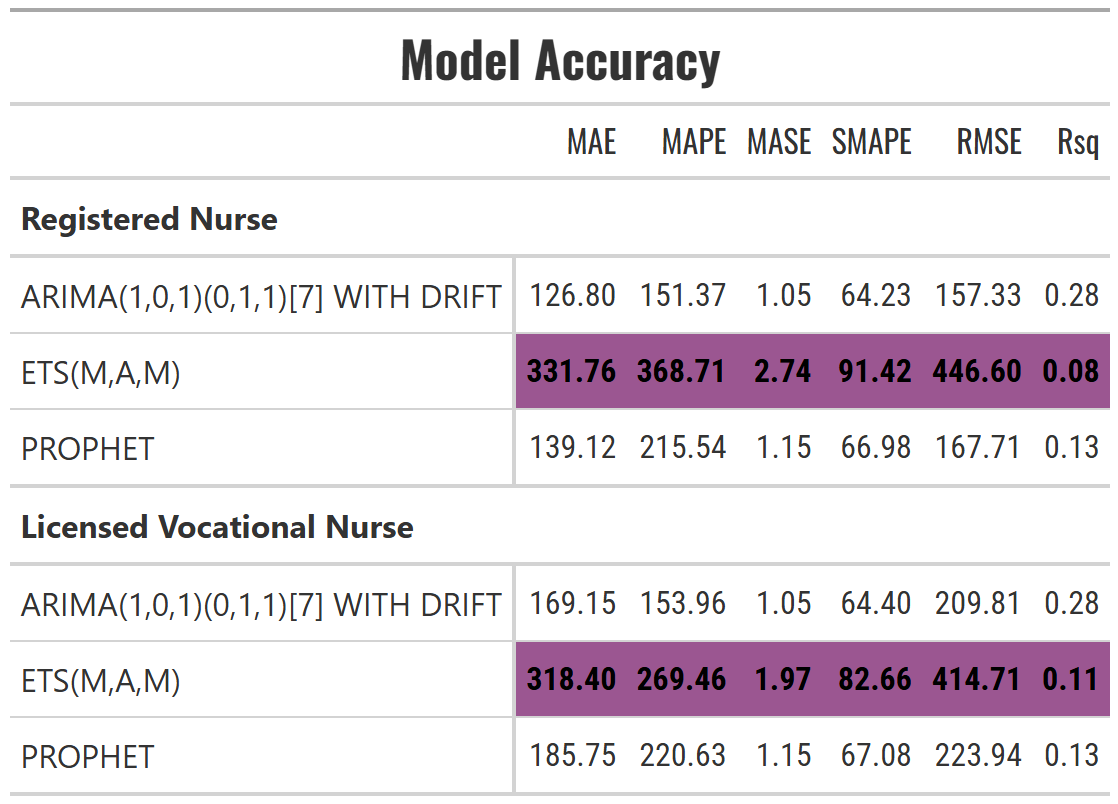 Model Accuracy
MAE MAPE MASE SMAPE RMSE Rsq
Registered Nurse
ARIMA(1,0,1)(0,1,1)[7] WITH DRIFT 126.80 151.37 1.05 64.23 157.33 0.28
ETS(M,A,M) 331.76 368.71 2.74 91.42 446.60 0.08
PROPHET 139.12 215.54 1.15 66.98 167.71 0.13
Licensed Vocational Nurse
ARIMA(1,0,1)(0,1,1)[7] WITH DRIFT 169.15 153.96 1.05 64.40 209.81 0.28
ETS(M,A,M) 318.40 269.46 1.97 82.66 414.71 0.11
PROPHET 185.75 220.63 1.15 67.08 223.94 0.13